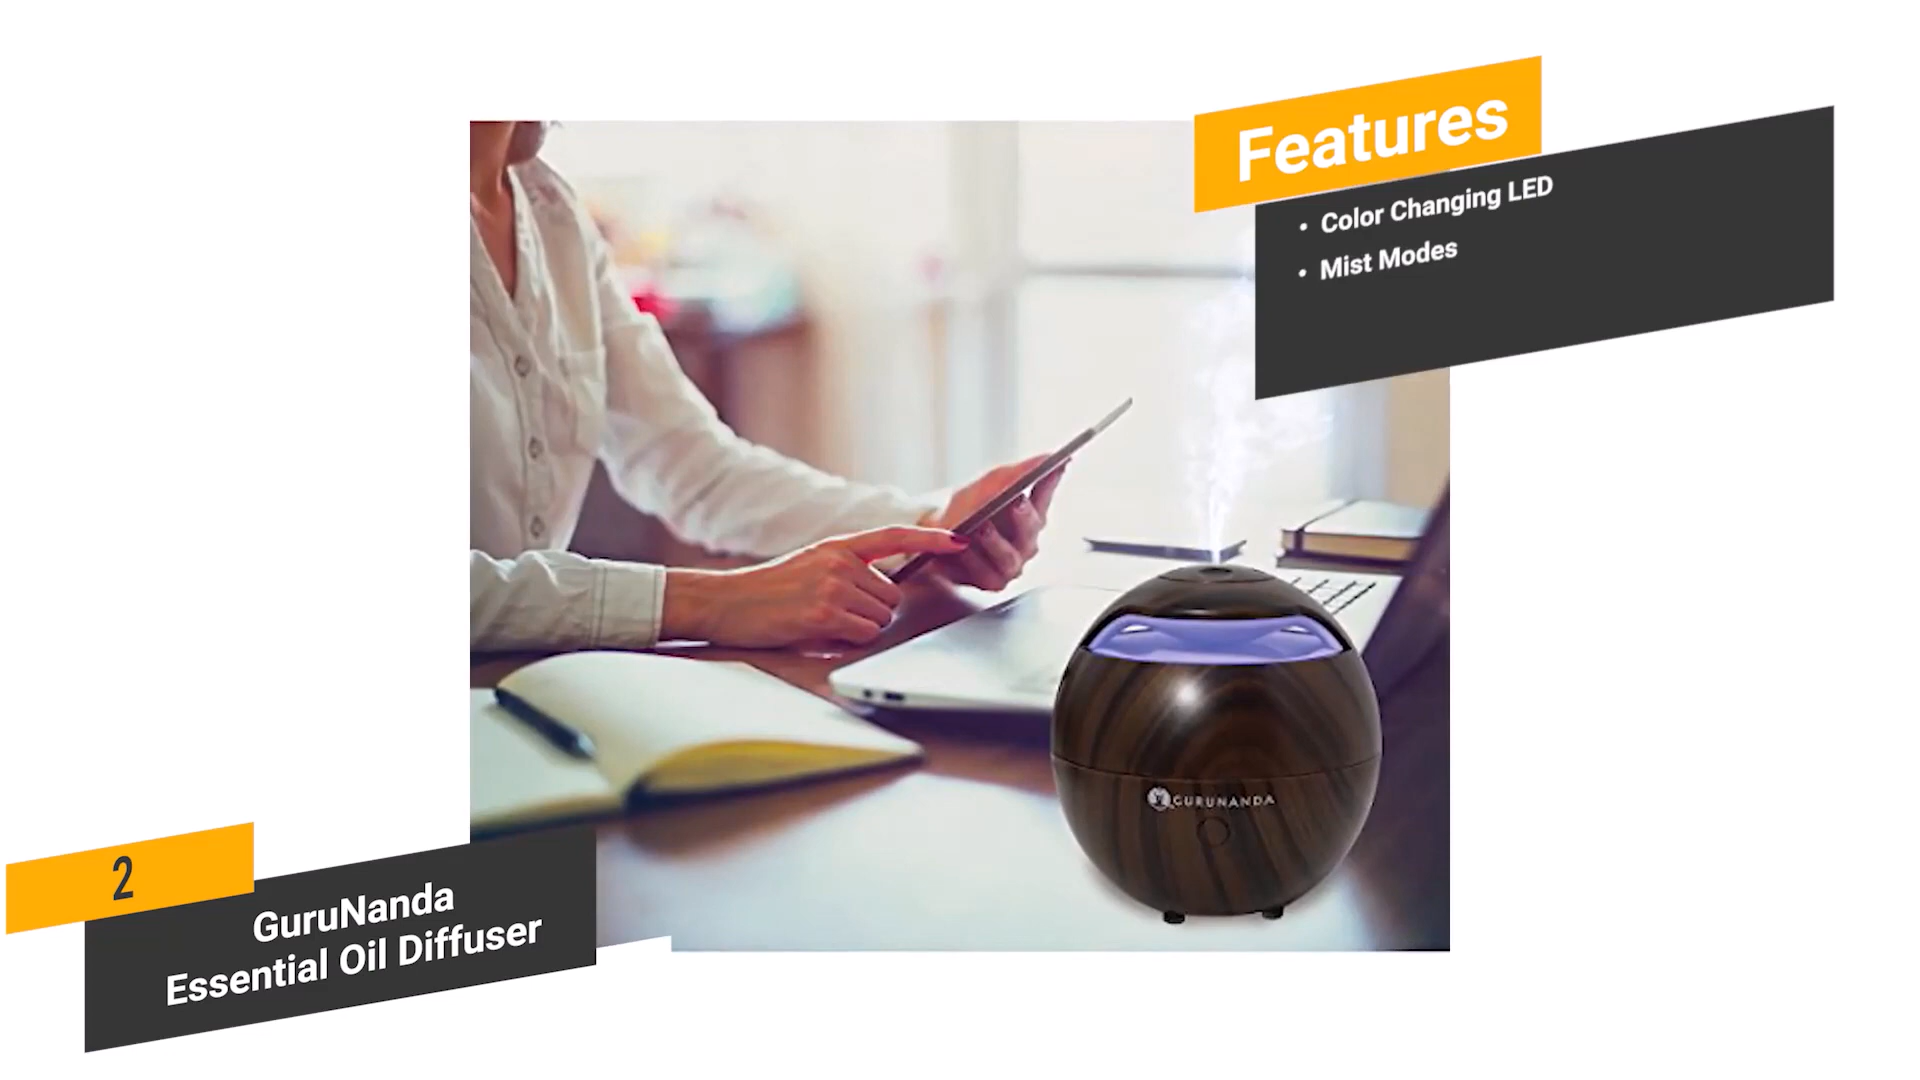 Features
• Color Changing LED
• Mist Modes
GURUNANDA
2
GuruNanda
Essential Oil Diffuser